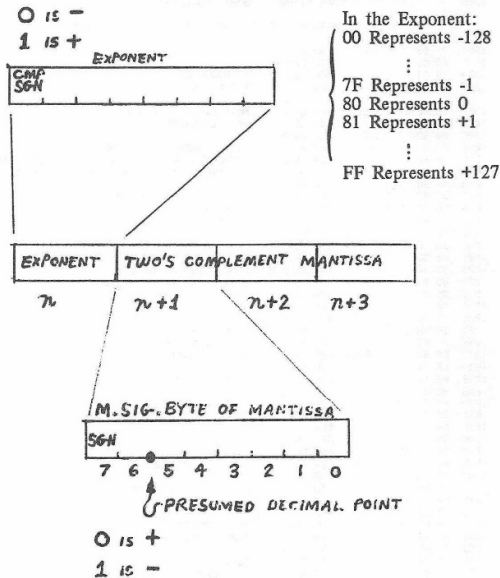 0 IS -
1 IS +
EXPONENT
CMP
SGN
In the Exponent:
00 Represents -128
⋮
7F Represents -1
80 Represents 0
81 Represents +1
⋮
FF Represents +127
EXPONENT
TWO'S COMPLEMENT MANTISSA
n
n+1
n+2
n+3
M.SIG.BYTE OF MANTISSA
SGN
7 6 5 4 3 2 1 0
PRESUMED DECIMAL POINT
0 IS +
1 IS -